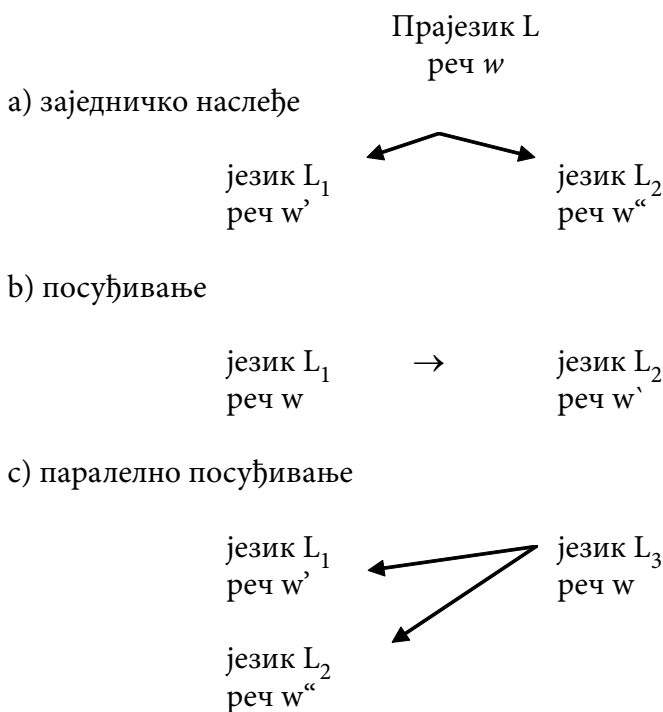 Прајезик L
реч w
a) заједничко наслеђе
језик L₁ језик L₂
реч w’ реч w“
b) посуђивање
језик L₁ → језик L₂
реч w реч w`
c) паралелно посуђивање
језик L₁ језик L₃
реч w’ реч w
језик L₂
реч w“